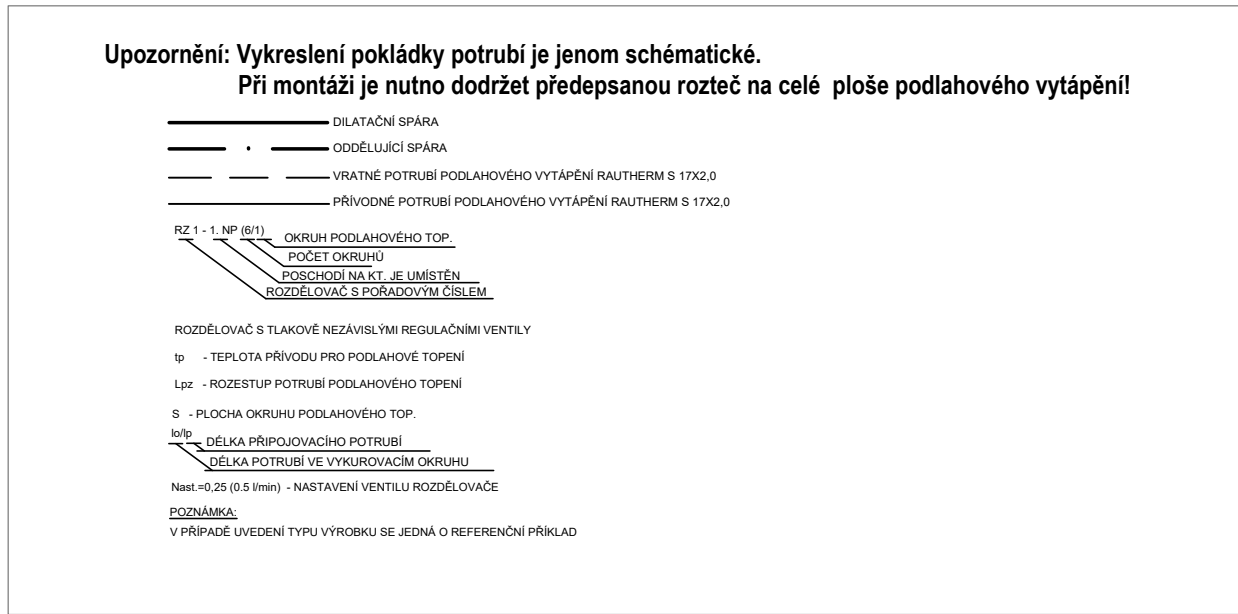 Upozornění: Vykreslení pokládky potrubí je jenom schématické.
Při montáži je nutno dodržet předepsanou rozteč na celé ploše podlahového vytápění!
DILATAČNÍ SPÁRA
ODDĚLUJÍCÍ SPÁRA
VRATNÉ POTRUBÍ PODLAHOVÉHO VYTÁPĚNÍ RAUTHERM S 17X2,0
PŘÍVODNÉ POTRUBÍ PODLAHOVÉHO VYTÁPĚNÍ RAUTHERM S 17X2,0
RZ 1 - 1. NP (6/1)
OKRUH PODLAHOVÉHO TOP.
POČET OKRUHŮ
POSCHODÍ NA KT. JE UMÍSTĚN
ROZDĚLOVAČ S POŘADOVÝM ČÍSLEM
ROZDĚLOVAČ S TLAKOVĚ NEZÁVISLÝMI REGULAČNÍMI VENTILY
tp - TEPLOTA PŘÍVODU PRO PODLAHOVÉ TOPENÍ
Lpz - ROZESTUP POTRUBÍ PODLAHOVÉHO TOPENÍ
S - PLOCHA OKRUHU PODLAHOVÉHO TOP.
lo/lp
DÉLKA PŘIPOJOVACÍHO POTRUBÍ
DÉLKA POTRUBÍ VE VYKUROVACÍM OKRUHU
Nast.=0,25 (0.5 l/min) - NASTAVENÍ VENTILU ROZDĚLOVAČE
POZNÁMKA:
V PŘÍPADĚ UVEDENÍ TYPU VÝROBKU SE JEDNÁ O REFERENČNÍ PŘÍKLAD